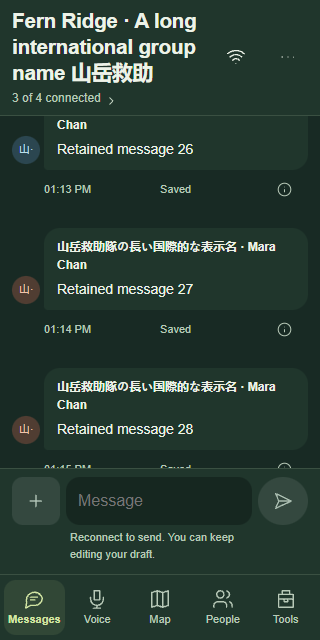 Fern Ridge · A long
international group
name 山岳救助
3 of 4 connected
Chan
山·
Retained message 26
01:13 PM Saved
山岳救助隊の長い国際的な表示名 · Mara
Chan
山·
Retained message 27
01:14 PM Saved
山岳救助隊の長い国際的な表示名 · Mara
Chan
山·
Retained message 28
01:15 PM Saved
Message
Reconnect to send. You can keep
editing your draft.
Messages Voice Map People Tools